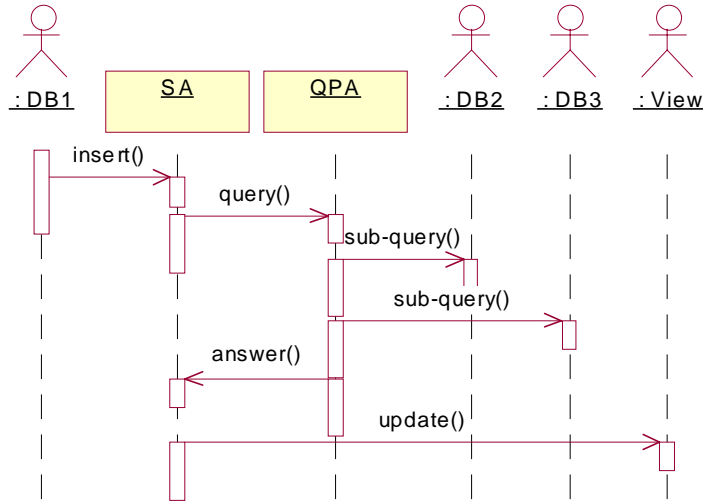 : DB1
SA
QPA
: DB2
: DB3
: View
insert()
query()
sub-query()
sub-query()
answer()
update()